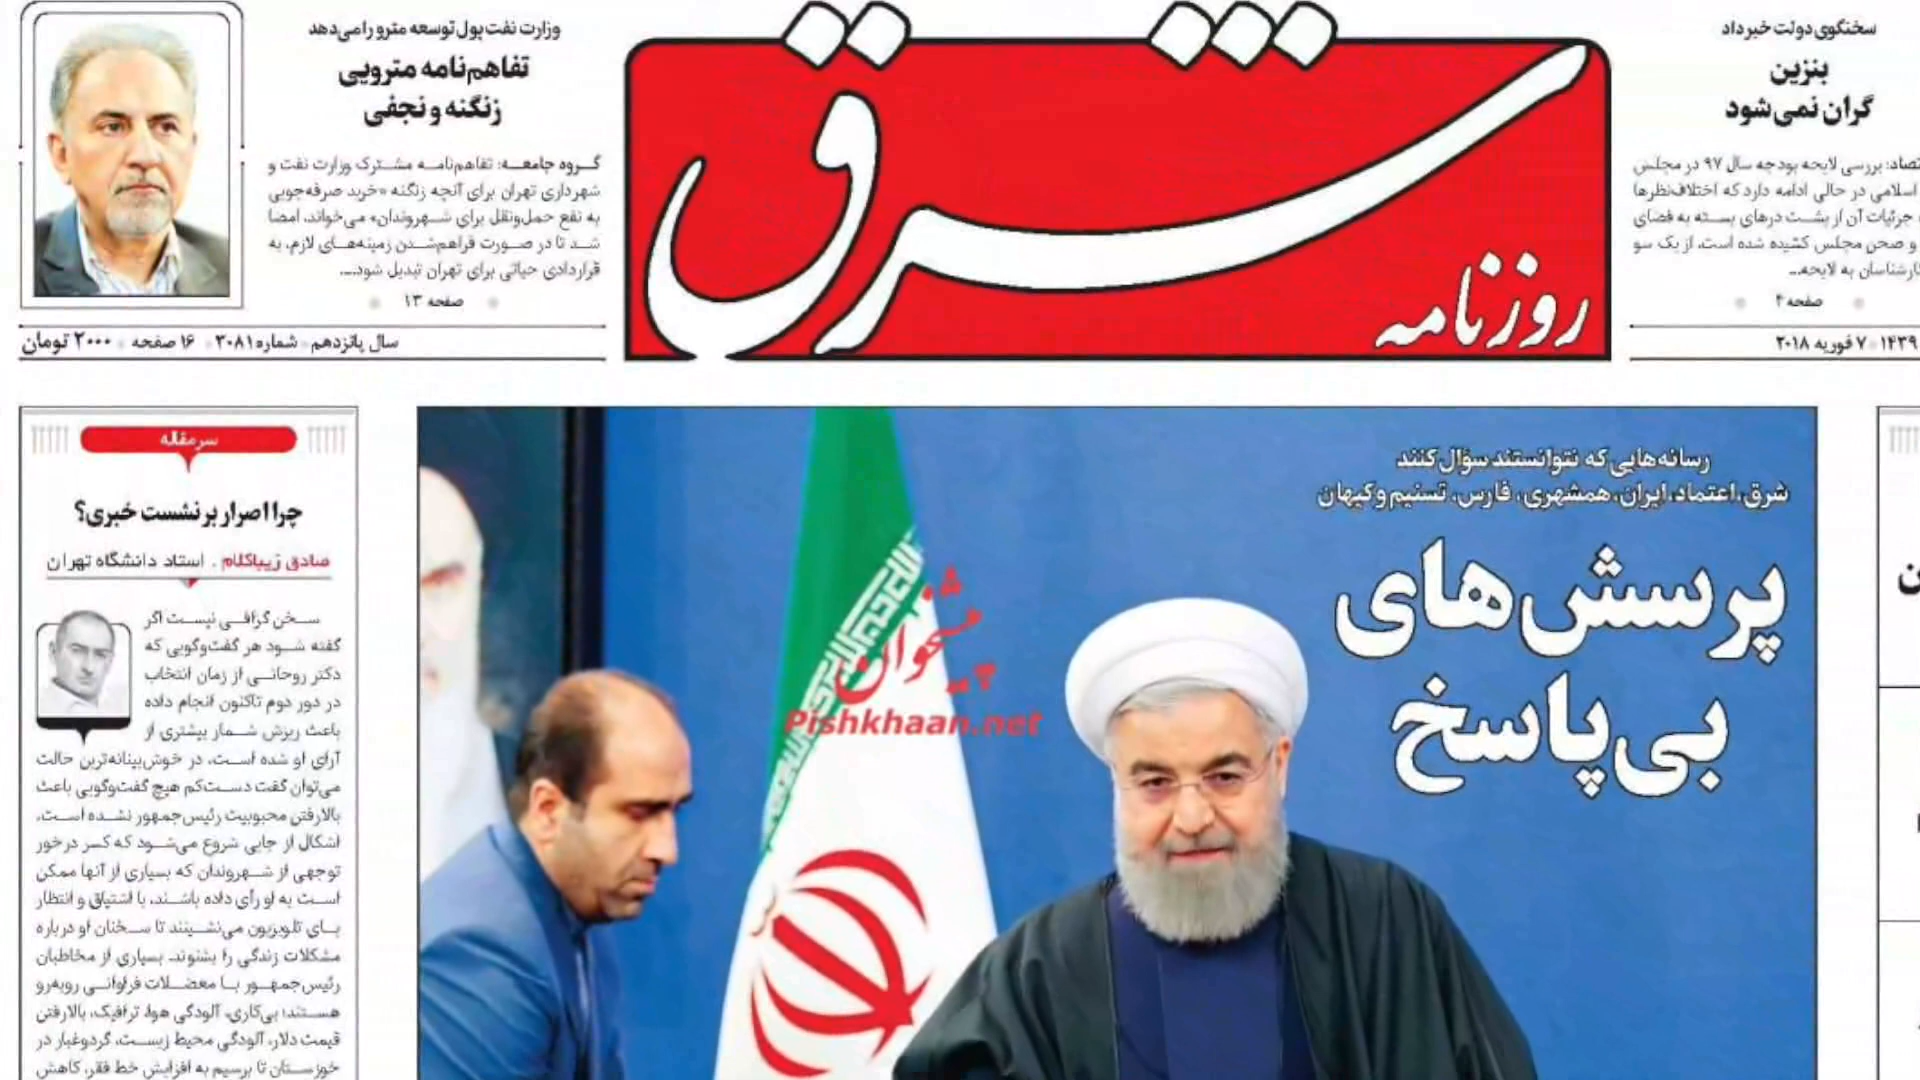 سخنگوی دولت خبر داد
بنزین
گران نمی‌شود
بررسی لایحه بودجه سال ۹۷ در مجلس
اسلامی در حالی ادامه دارد که اختلاف‌نظرها
جزئیات آن از پشت درهای بسته به فضای
و صحن مجلس کشیده شده است. از یک سو
به لایحه...
صفحه ۴
۱۴۳۹ ۷ فوریه ۲۰۱۸
روزنامه
شرق
وزارت نفت پول توسعه مترو را می‌دهد
تفاهم‌نامه مترویی
زنگنه و نجفی
گروه جامعه: تفاهم‌نامه مشترک وزارت نفت و
شهرداری تهران برای آنچه زنگنه «خرید صرفه‌جویی
به نفع حمل‌ونقل برای شهروندان» می‌خواند، امضا
شد تا در صورت فراهم‌شدن زمینه‌های لازم، به
قراردادی حیاتی برای تهران تبدیل شود...
صفحه ۱۳
سال پانزدهم شماره ۳۰۸۱ ۱۶ صفحه ۲۰۰۰ تومان
رسانه‌هایی که نتوانستند سؤال کنند
شرق، اعتماد، ایران، همشهری، فارس، تسنیم و کیهان
پرسش‌های
بی‌پاسخ
پیشخوان
Pishkhaan.net
سرمقاله
چرا اصرار بر نشست خبری؟
صادق زیباکلام . استاد دانشگاه تهران
سخن گزافی نیست اگر
گفته شود هر گفت‌وگویی که
دکتر روحانی از زمان انتخاب
در دور دوم تاکنون انجام داده
باعث ریزش شمار بیشتری از
آرای او شده است. در خوش‌بینانه‌ترین حالت
می‌توان گفت دست‌کم هیچ گفت‌وگویی باعث
بالارفتن محبوبیت رئیس‌جمهور نشده است.
اشکال از جایی شروع می‌شود که کسر درخور
توجهی از شهروندان که بسیاری از آنها ممکن
است به او رأی داده باشند، با اشتیاق و انتظار
پای تلویزیون می‌نشینند تا سخنان او درباره
مشکلات زندگی را بشنوند. بسیاری از مخاطبان
رئیس‌جمهور با معضلات فراوانی روبه‌رو
هستند؛ بی‌کاری، آلودگی هوا، ترافیک، بالارفتن
قیمت دلار، آلودگی محیط زیست، گردوغبار در
خوزستان تا برسیم به افزایش خط فقر، کاهش